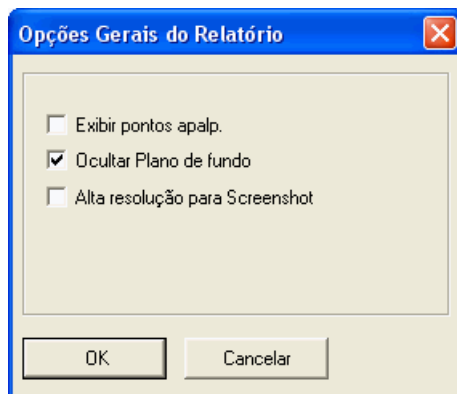 Opções Gerais do Relatório
Exibir pontos apalp.
Ocultar Plano de fundo
Alta resolução para Screenshot
OK Cancelar